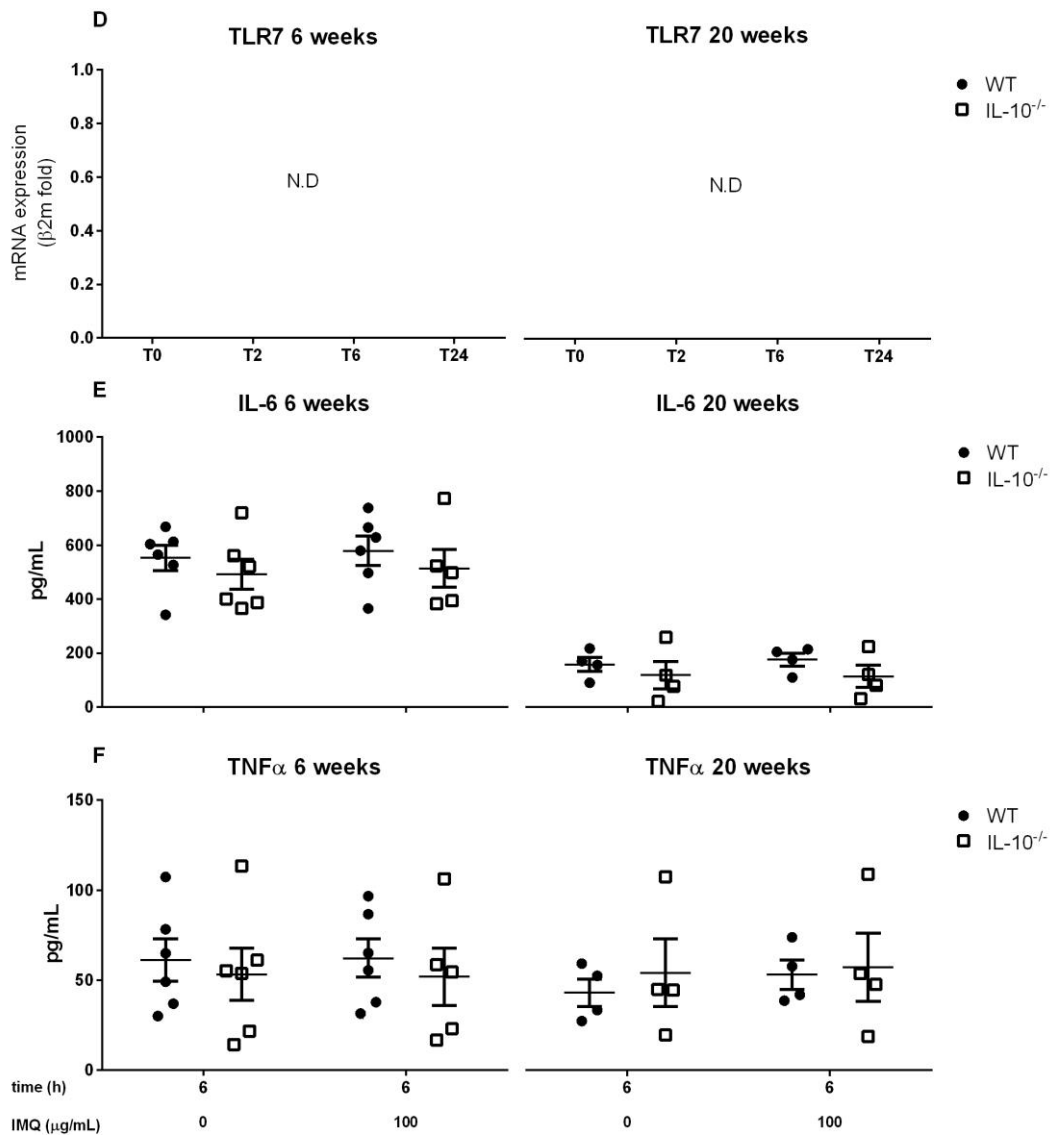 D
TLR7 6 weeks
TLR7 20 weeks
mRNA expression
(β2m fold)
1.0
0.8
0.6
0.4
0.2
0.0
N.D
N.D
T0 T2 T6 T24
T0 T2 T6 T24
WT
IL-10-/-
E
IL-6 6 weeks
IL-6 20 weeks
pg/mL
1000
800
600
400
200
0
WT
IL-10-/-
F
TNFα 6 weeks
TNFα 20 weeks
pg/mL
150
100
50
0
WT
IL-10-/-
time (h) 6 6 6 6
IMQ (μg/mL) 0 100 0 100